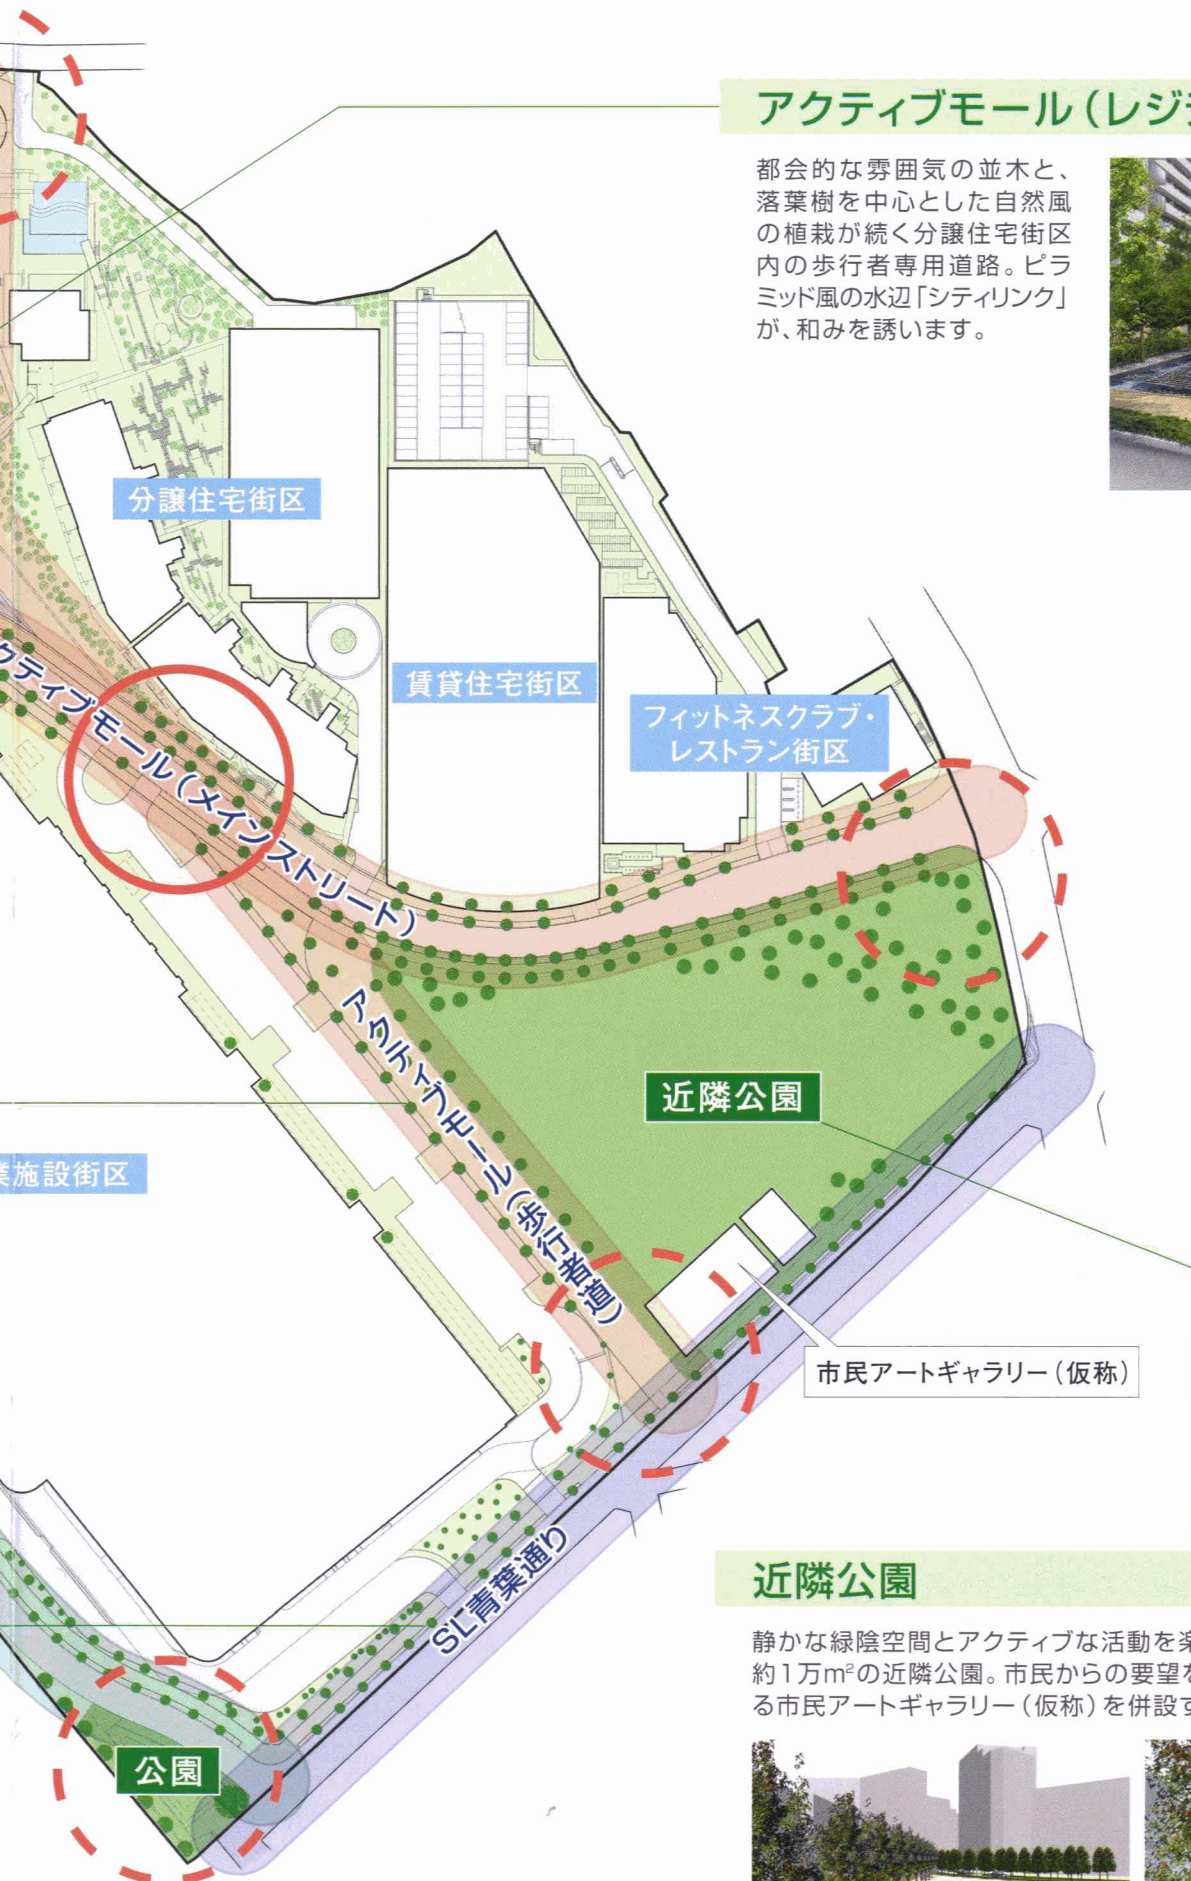 アクティブモール（レジ
都会的な雰囲気の並木と、
落葉樹を中心とした自然風
の植栽が続く分譲住宅街区
内の歩行者専用道路。ピラ
ミッド風の水辺「シティリンク」
が、和みを誘います。
分譲住宅街区
賃貸住宅街区
フィットネスクラブ・
レストラン街区
クティブモール（メインストリート）
アクティブモール（歩行者道）
近隣公園
業施設街区
市民アートギャラリー（仮称）
SL青葉通り
公園
近隣公園
静かな緑陰空間とアクティブな活動を楽
約1万m²の近隣公園。市民からの要望を
る市民アートギャラリー（仮称）を併設す